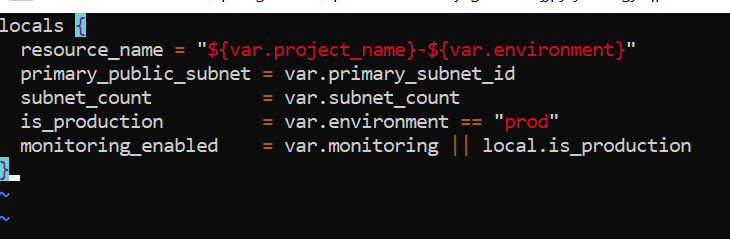 locals {
  resource_name = "${var.project_name}-${var.environment}"
  primary_public_subnet = var.primary_subnet_id
  subnet_count          = var.subnet_count
  is_production         = var.environment == "prod"
  monitoring_enabled    = var.monitoring || local.is_production
}
~
~